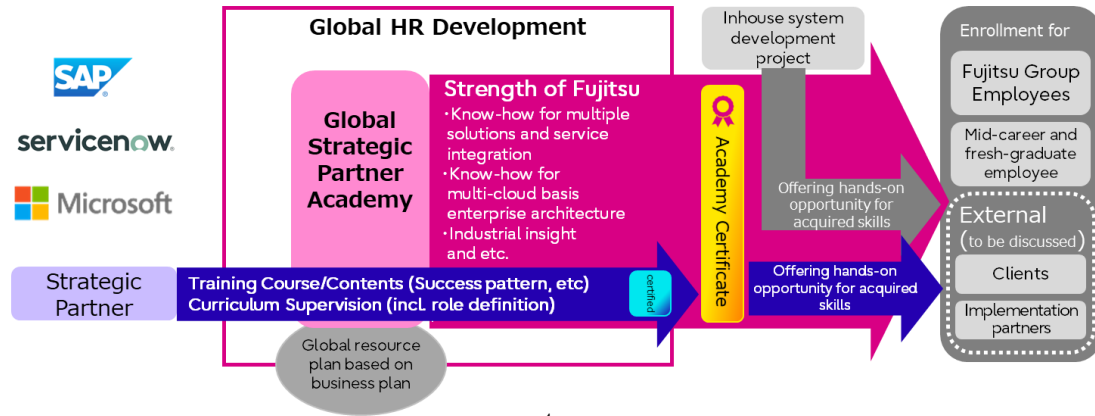 Global HR Development
SAP
servicenow.
Microsoft
Strategic
Partner
Global
Strategic
Partner
Academy
Strength of Fujitsu
・Know-how for multiple
solutions and service
integration
・Know-how for
multi-cloud basis
enterprise architecture
・Industrial insight
and etc.
Training Course/Contents (Success pattern, etc)
Curriculum Supervision (incl. role definition)
certified
Global resource
plan based on
business plan
Academy Certificate
Inhouse system
development
project
Offering hands-on
opportunity for
acquired skills
Offering hands-on
opportunity for acquired
skills
Enrollment for
Fujitsu Group
Employees
Mid-career and
fresh-graduate
employee
External
(to be discussed)
Clients
Implementation
partners